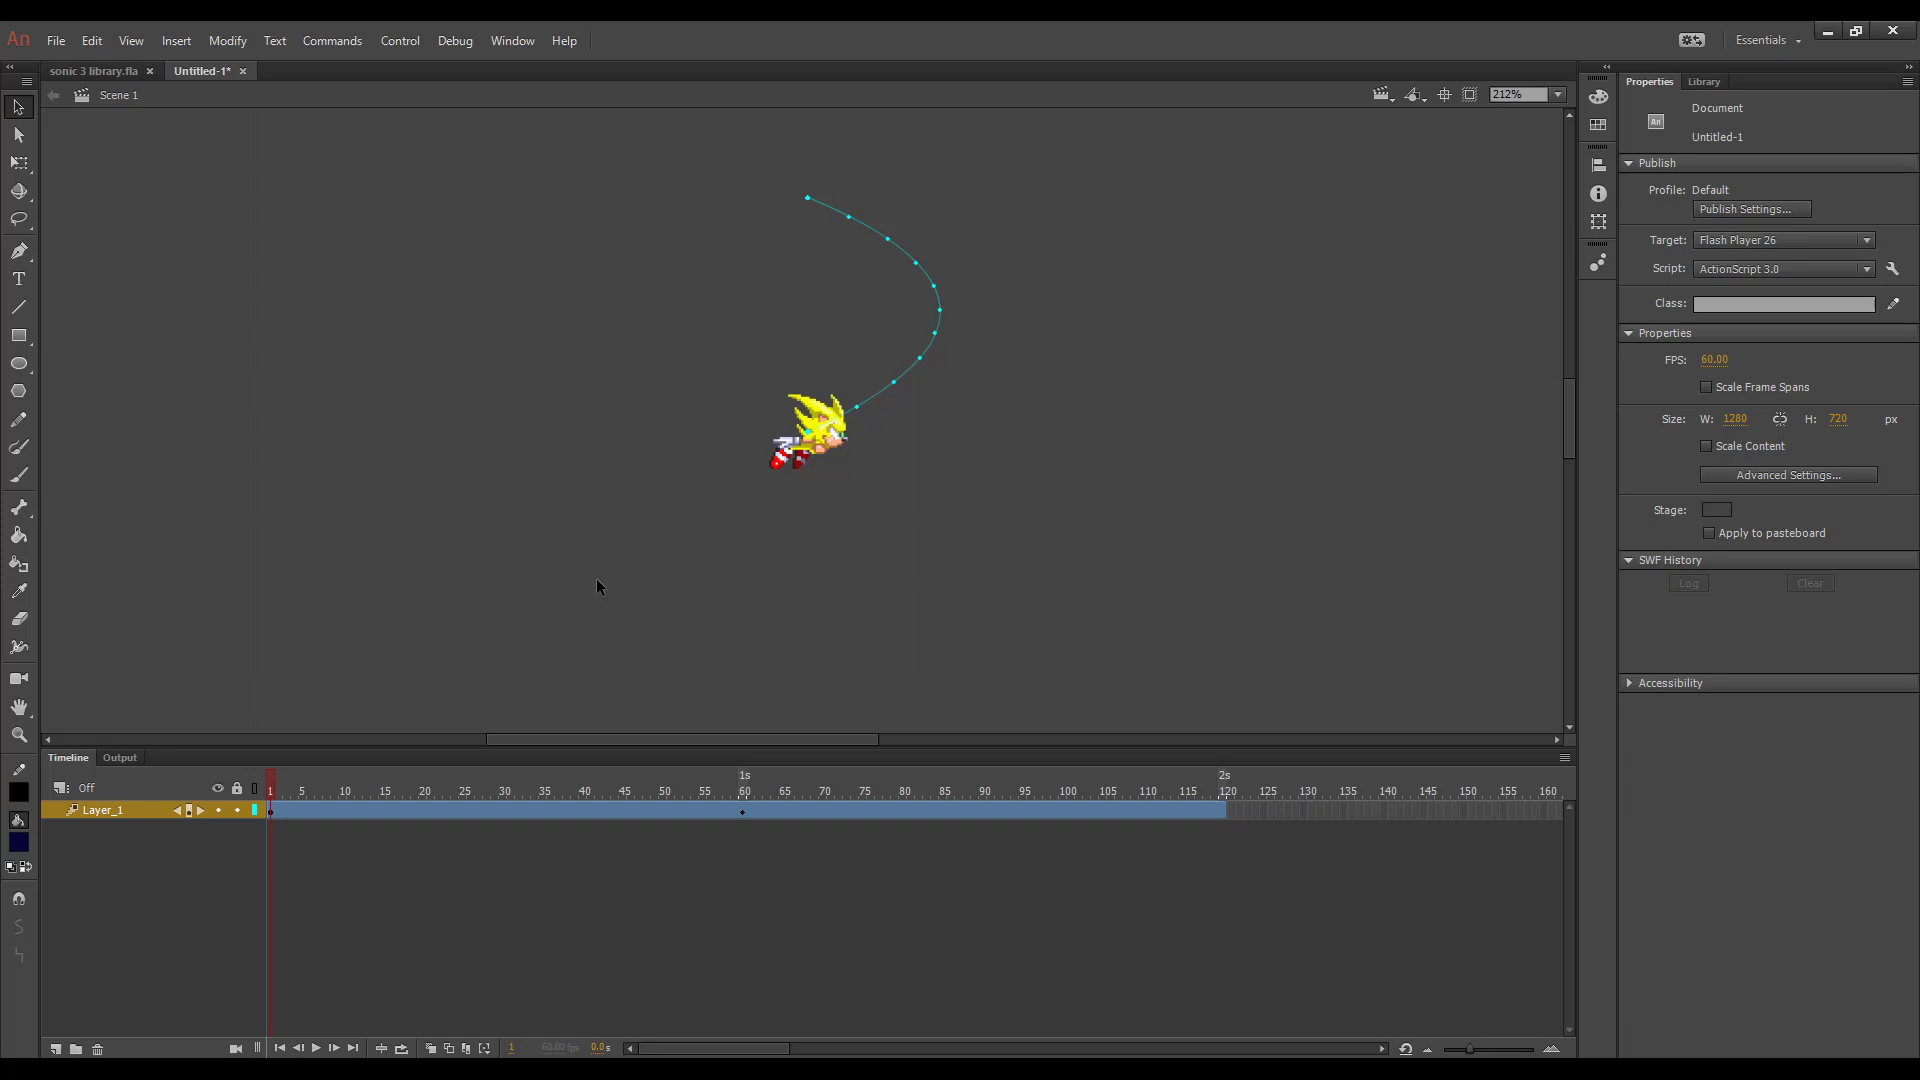 An File Edit View Insert Modify Text Commands Control Debug Window Help Essentials
sonic 3 library.fla Untitled-1*
Scene 1 212%
Properties Library
Document
An Untitled-1
Publish
Profile: Default
Publish Settings...
Target: Flash Player 26
Script: ActionScript 3.0
Class:
Properties
FPS: 60.00
Scale Frame Spans
Size: W: 1280 H: 720 px
Scale Content
Advanced Settings...
Stage:
Apply to pasteboard
SWF History
Log Clear
Accessibility
T
Timeline Output
1s 2s
Off 1 5 10 15 20 25 30 35 40 45 50 55 60 65 70 75 80 85 90 95 100 105 110 115 120 125 130 135 140 145 150 155 160
Layer_1
1 60.00 fps 0.0 s